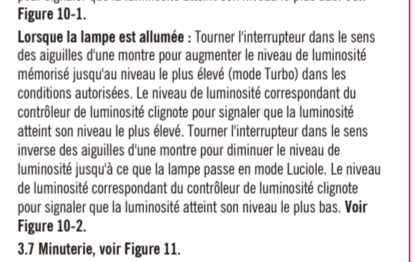 Figure 10-1.
Lorsque la lampe est allumée : Tourner l'interrupteur dans le sens
des aiguilles d'une montre pour augmenter le niveau de luminosité
mémorisé jusqu'au niveau le plus élevé (mode Turbo) dans les
conditions autorisées. Le niveau de luminosité correspondant du
contrôleur de luminosité clignote pour signaler que la luminosité
atteint son niveau le plus élevé. Tourner l'interrupteur dans le sens
inverse des aiguilles d'une montre pour diminuer le niveau de
luminosité jusqu'à ce que la lampe passe en mode Luciole. Le niveau
de luminosité correspondant du contrôleur de luminosité clignote
pour signaler que la luminosité atteint son niveau le plus bas. Voir
Figure 10-2.
3.7 Minuterie, voir Figure 11.